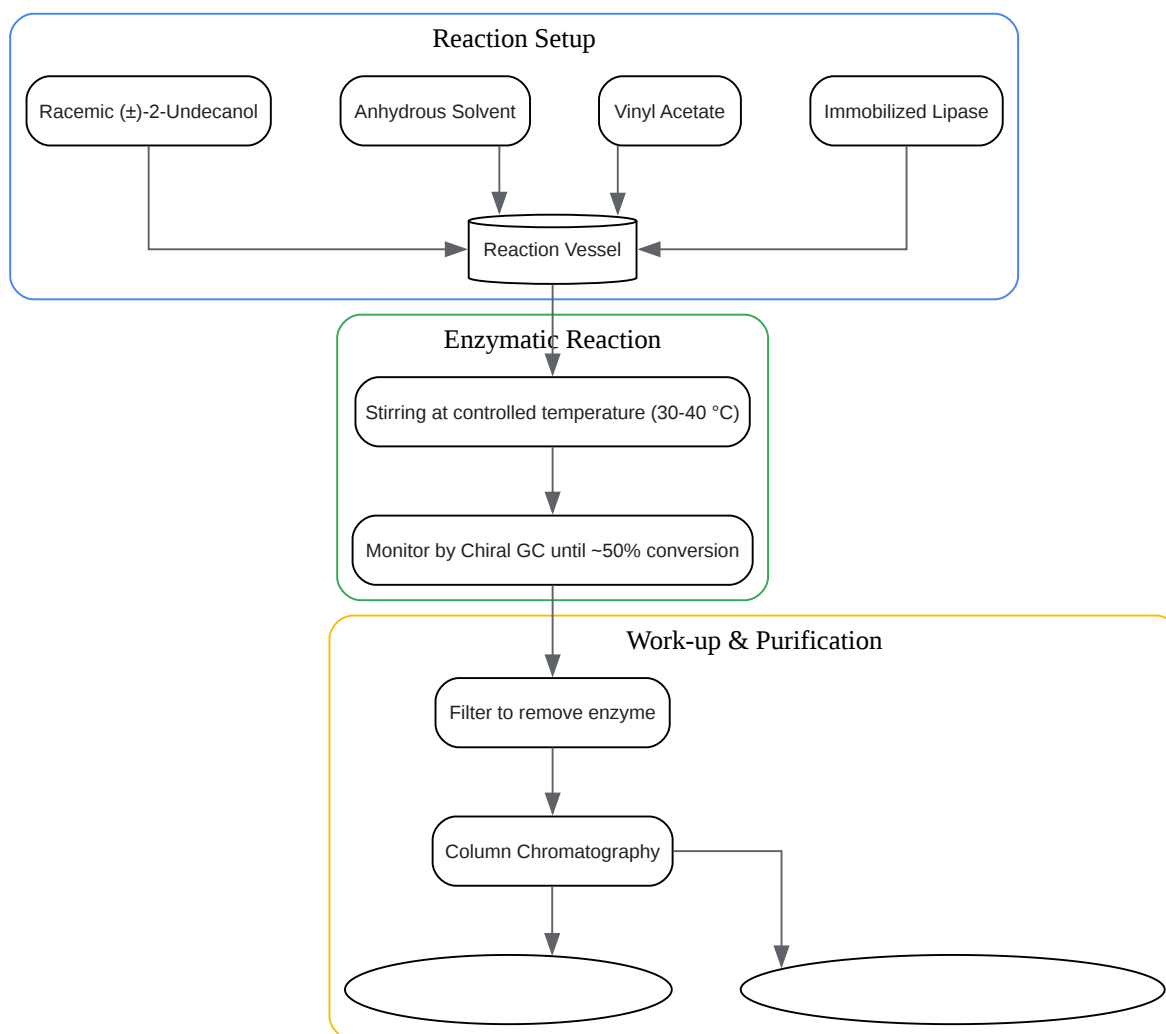 Reaction Setup
Racemic (±)-2-Undecanol
Anhydrous Solvent
Vinyl Acetate
Immobilized Lipase
Reaction Vessel
Enzymatic Reaction
Stirring at controlled temperature (30-40 °C)
Monitor by Chiral GC until ~50% conversion
Work-up & Purification
Filter to remove enzyme
Column Chromatography